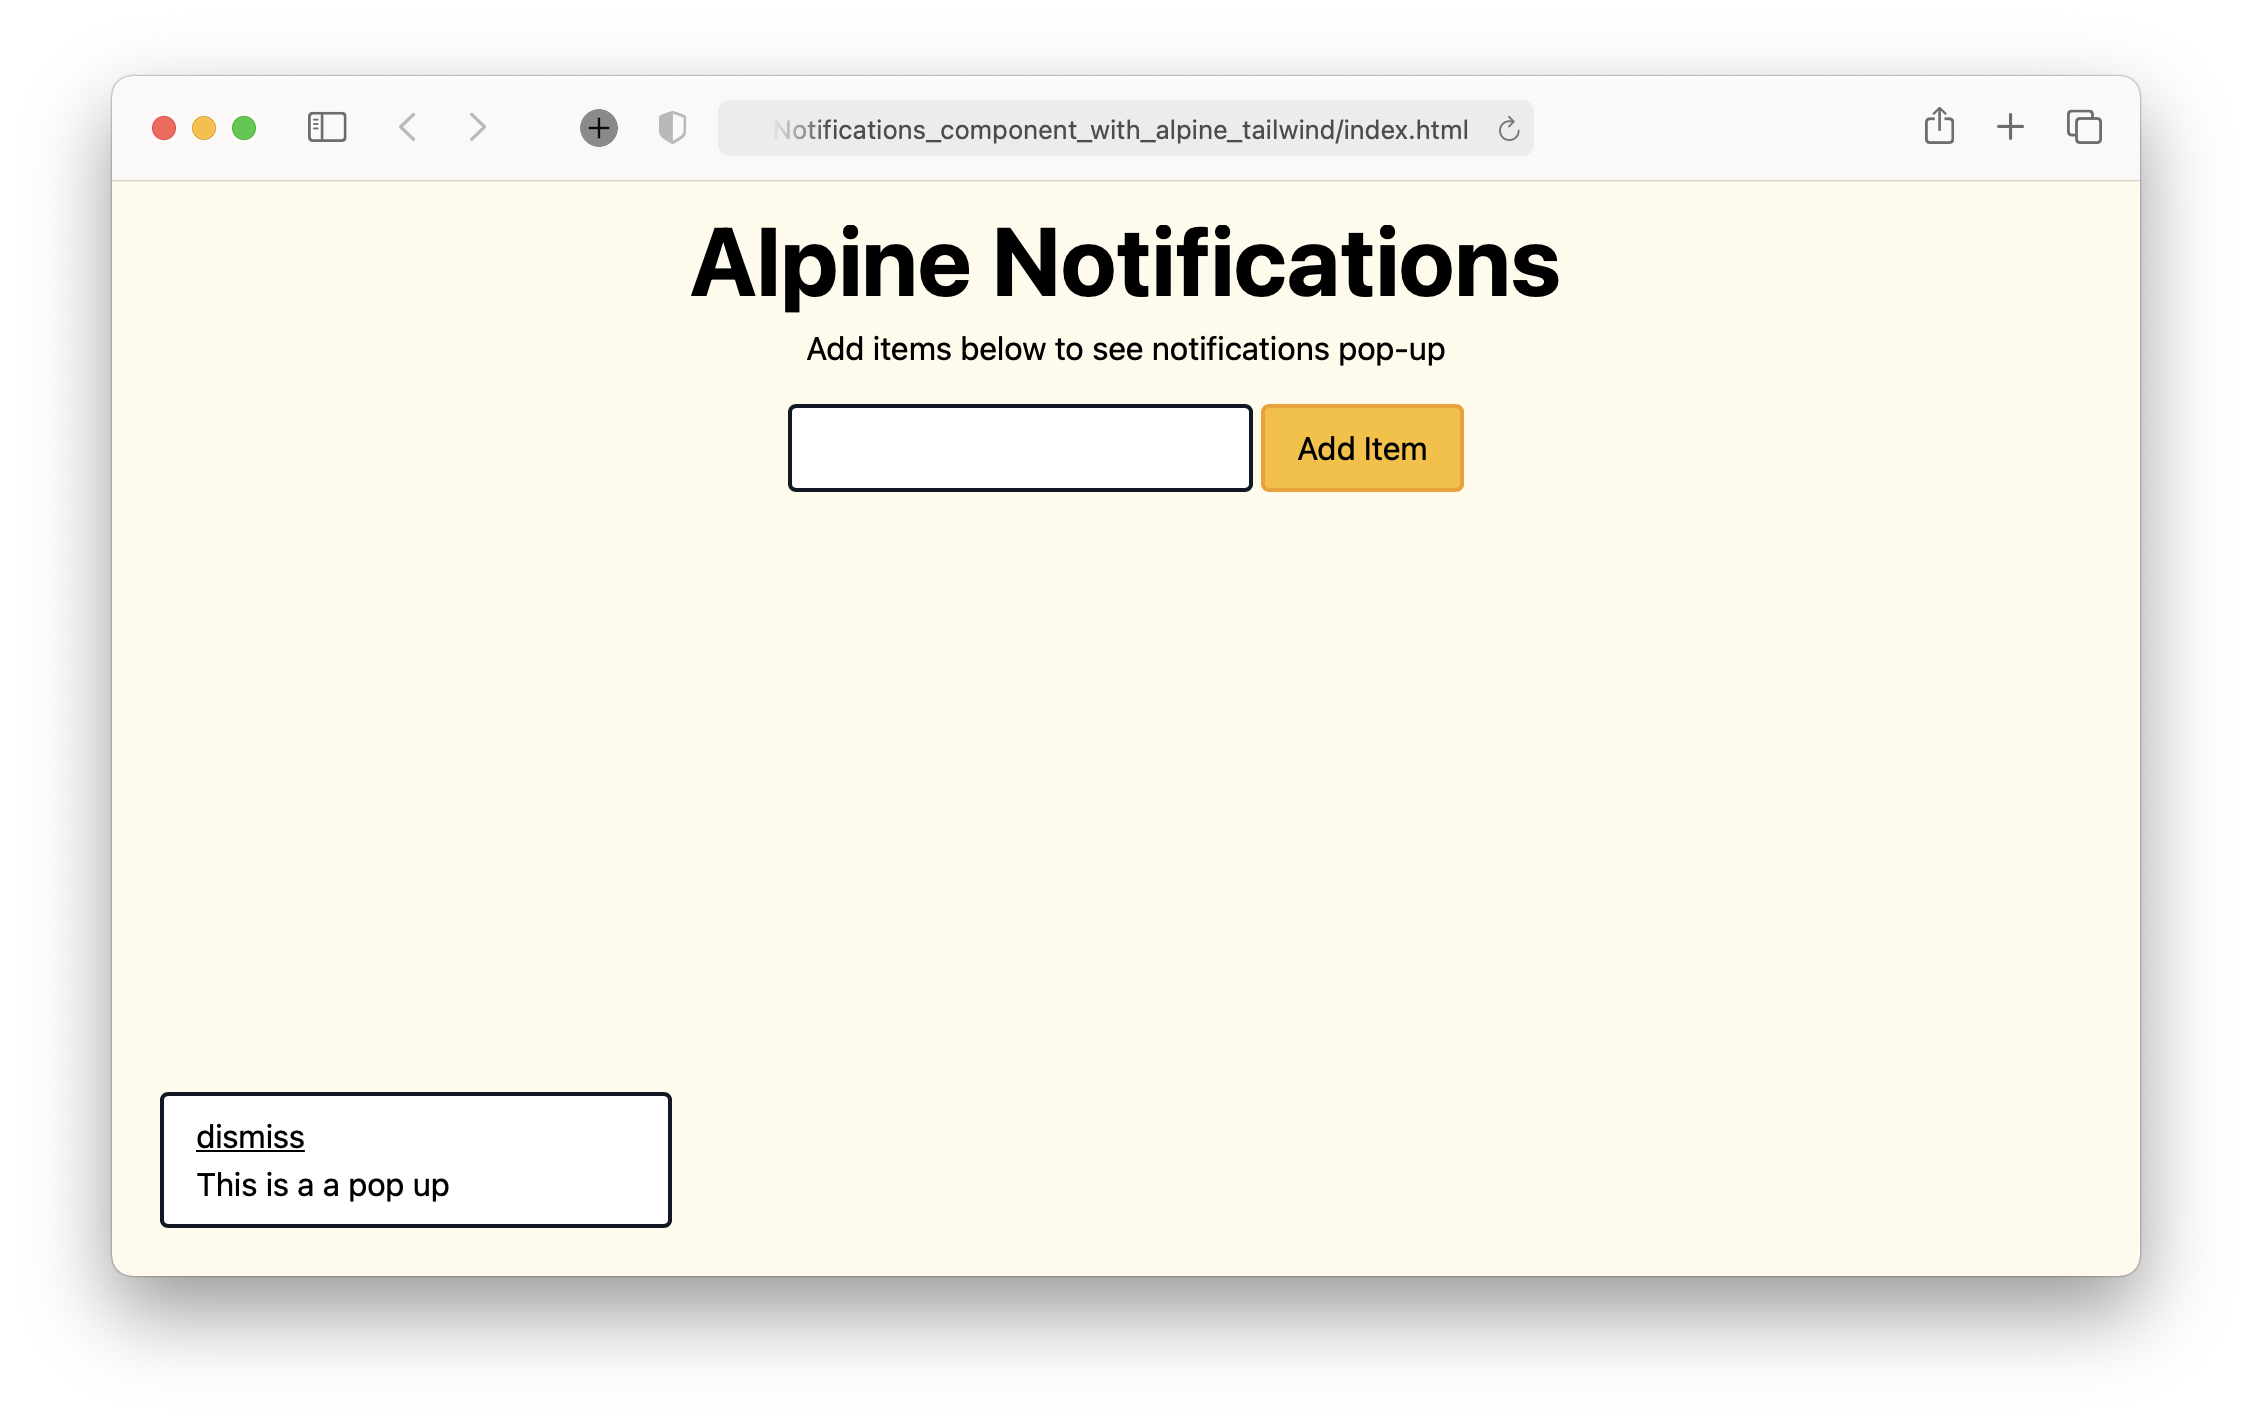 Notifications_component_with_alpine_tailwind/index.html
Alpine Notifications
Add items below to see notifications pop-up
Add Item
dismiss
This is a a pop up